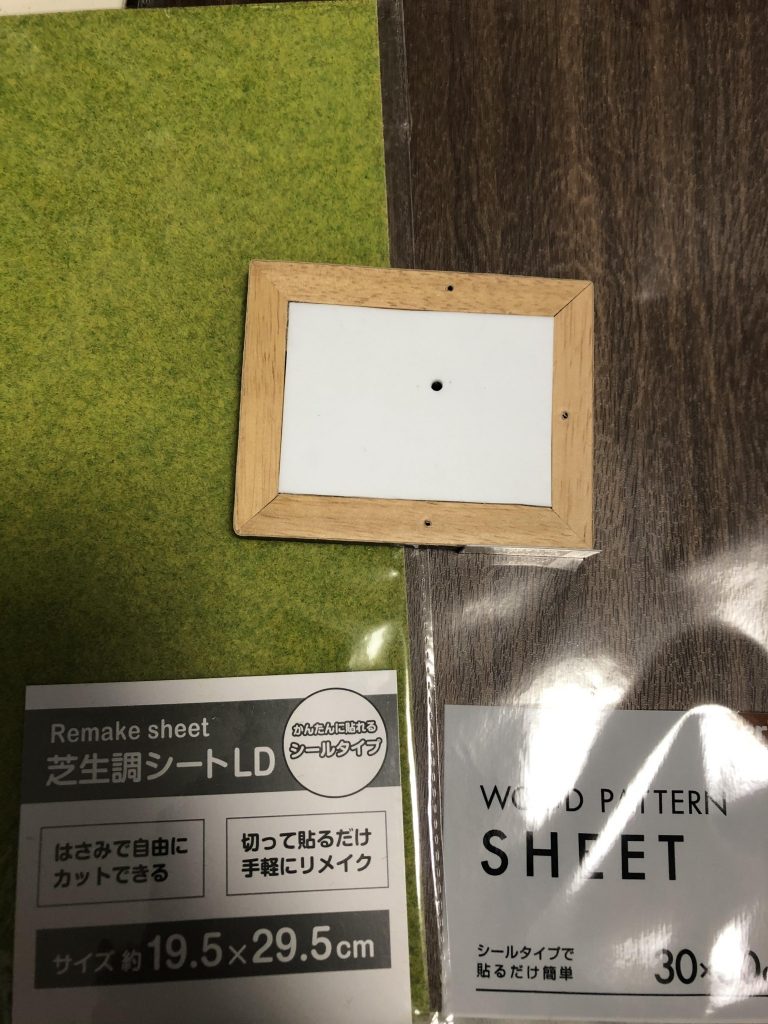 Remake sheet
芝生調シートLD
かんたんに貼れる
シールタイプ
はさみで自由に
カットできる
切って貼るだけ
手軽にリメイク
サイズ 約 19.5×29.5cm
WOOD PATTERN
SHEET
シールタイプで
貼るだけ簡単